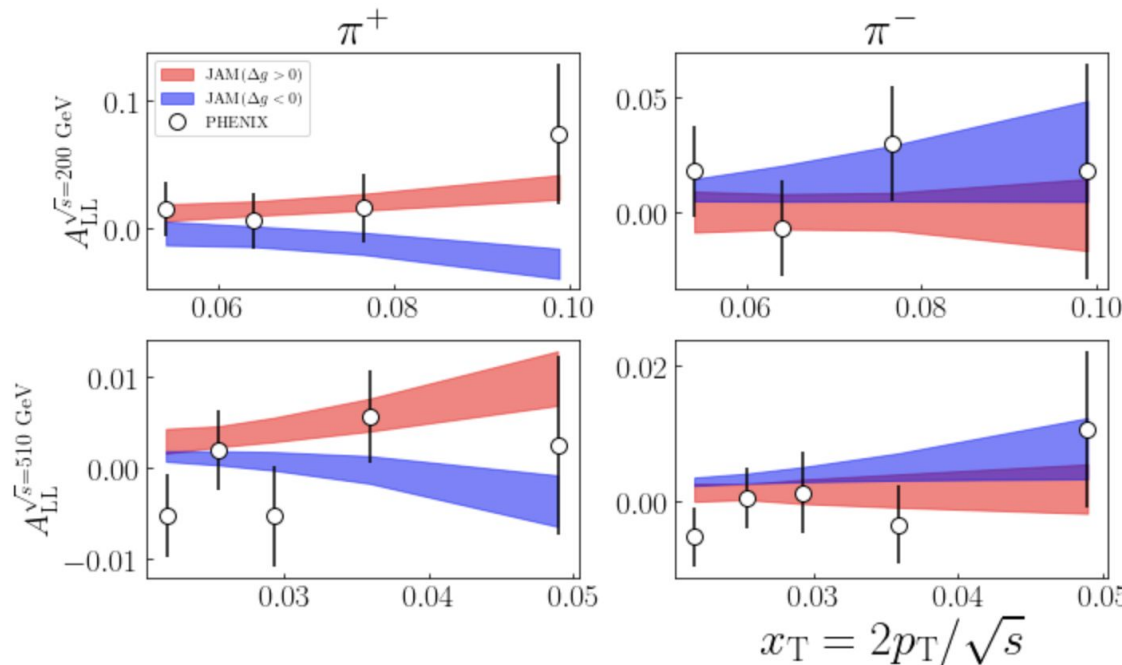 π⁺ π⁻
A_LL^√s=200 GeV
0.1
0.0
JAM(Δg > 0)
JAM(Δg < 0)
PHENIX
0.06 0.08 0.10
0.05
0.00
0.06 0.08 0.10
A_LL^√s=510 GeV
0.01
0.00
−0.01
0.03 0.04 0.05
0.02
0.00
0.03 0.04 0.05
x_T = 2p_T/√s